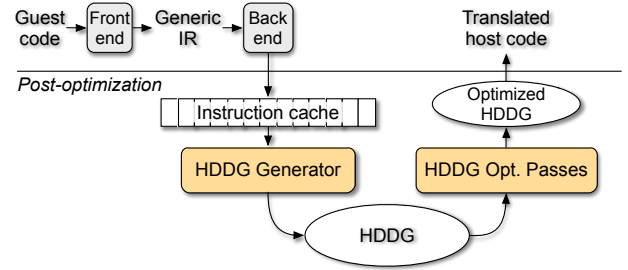 Guest
code
Front
end
Generic
IR
Back
end
Translated
host code
Post-optimization
Instruction cache
Optimized
HDDG
HDDG Generator
HDDG Opt. Passes
HDDG